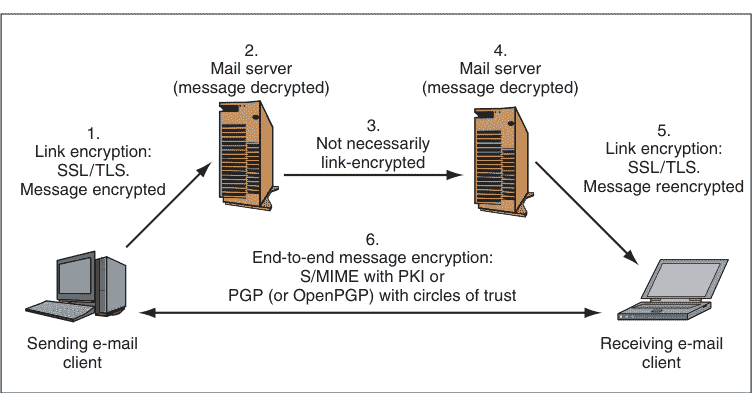 1.
Link encryption:
SSL/TLS.
Message encrypted
2.
Mail server
(message decrypted)
3.
Not necessarily
link-encrypted
4.
Mail server
(message decrypted)
5.
Link encryption:
SSL/TLS.
Message reencrypted
6.
End-to-end message encryption:
S/MIME with PKI or
PGP (or OpenPGP) with circles of trust
Sending e-mail
client
Receiving e-mail
client